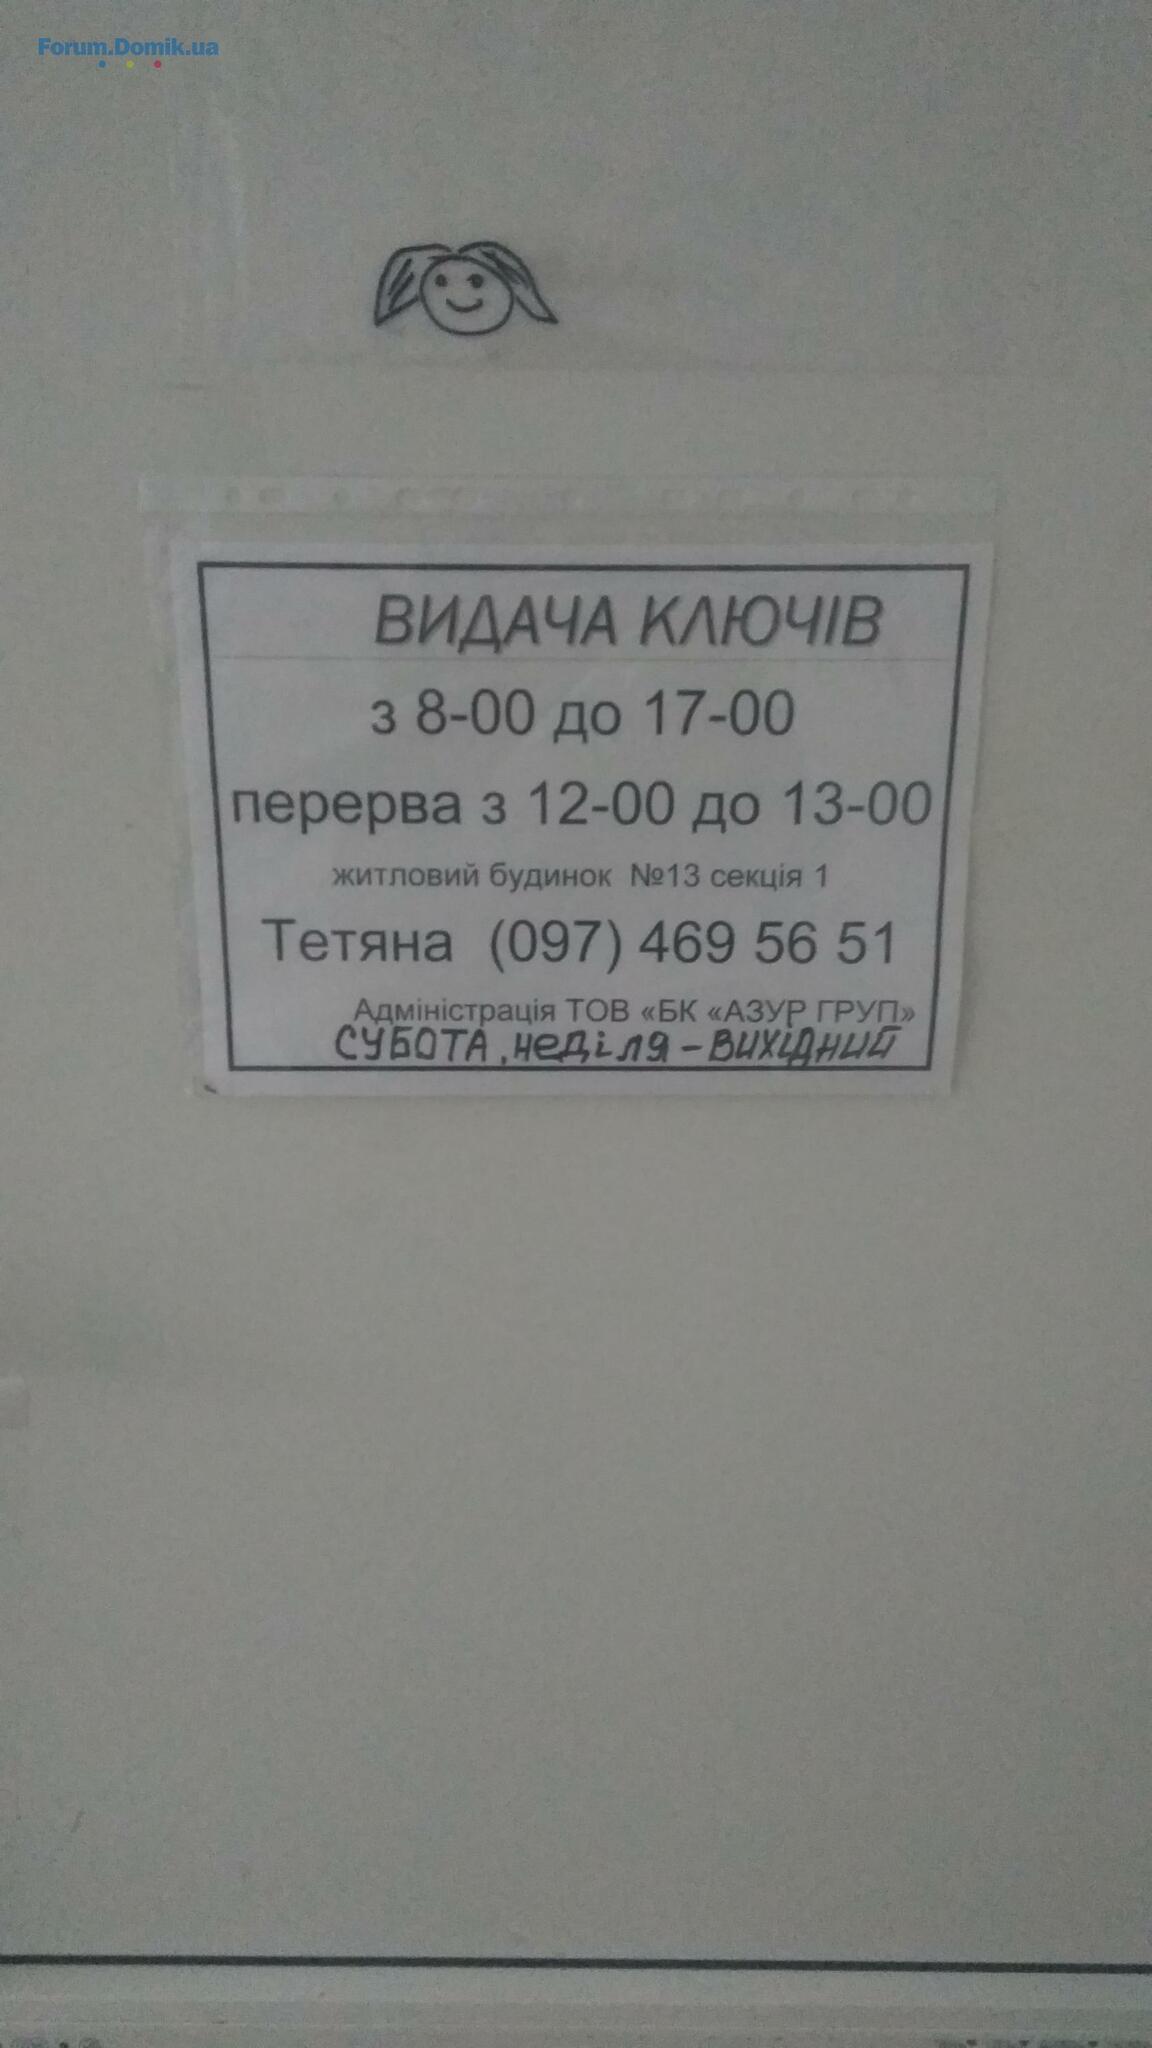 Forum.Domik.ua
ВИДАЧА КЛЮЧІВ
з 8-00 до 17-00
перерва з 12-00 до 13-00
житловий будинок №13 секція 1
Тетяна (097) 469 56 51
Адміністрація ТОВ «БК «АЗУР ГРУП»
СУБОТА, неділя - ВИХІДНИЙ